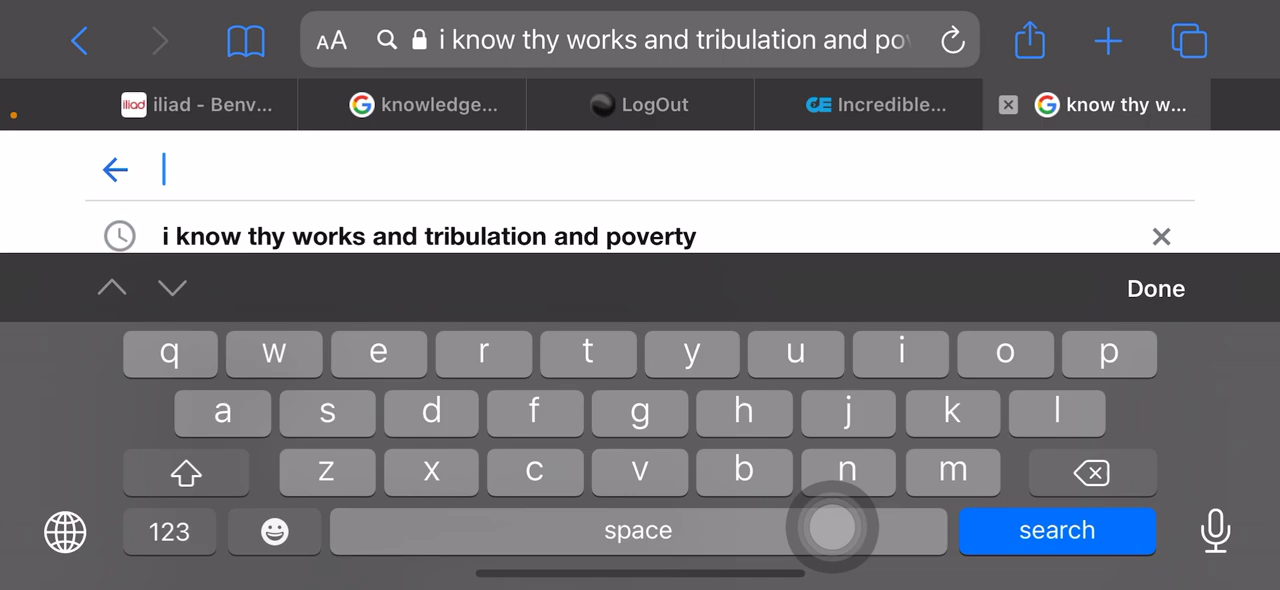 AA i know thy works and tribulation and po
iliad iliad - Benv...
knowledge...
LogOut
Incredible...
know thy w...
i know thy works and tribulation and poverty
Done
q w e r t y u i o p
a s d f g h j k l
z x c v b n m
123 space search